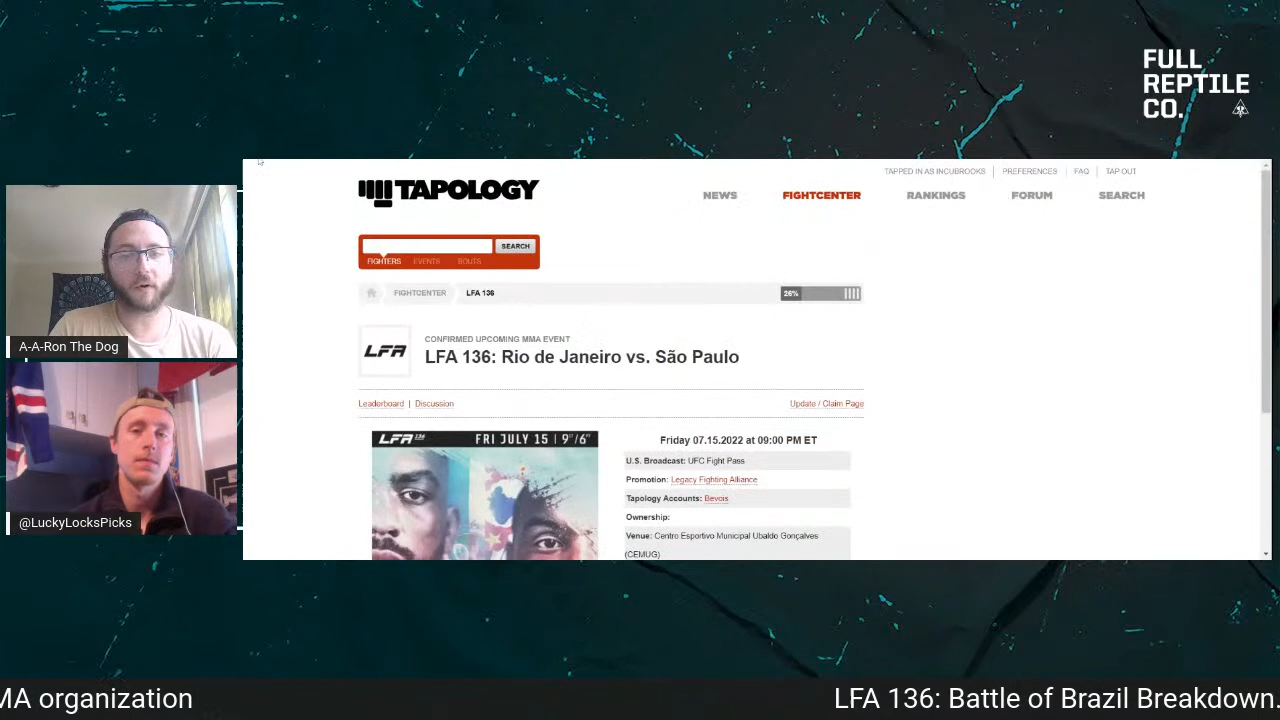 FULL
REPTILE
CO.
TAPPED IN AS INCUBROOKS
PREFERENCES
FAQ
TAP OUT
TAPOLOGY
NEWS
FIGHTCENTER
RANKINGS
FORUM
SEARCH
SEARCH
FIGHTERS
EVENTS
BOUTS
FIGHTCENTER
LFA 136
26%
LFA
CONFIRMED UPCOMING MMA EVENT
LFA 136: Rio de Janeiro vs. São Paulo
Leaderboard | Discussion
Update / Claim Page
LFA 136 FRI JULY 15 | 9ET/6PT
Friday 07.15.2022 at 09:00 PM ET
U.S. Broadcast: UFC Fight Pass
Promotion: Legacy Fighting Alliance
Tapology Accounts: Bevois
Ownership:
Venue: Centro Esportivo Municipal Ubaldo Gonçalves
(CEMUG)
A-A-Ron The Dog
@LuckyLocksPicks
MA organization
LFA 136: Battle of Brazil Breakdown.